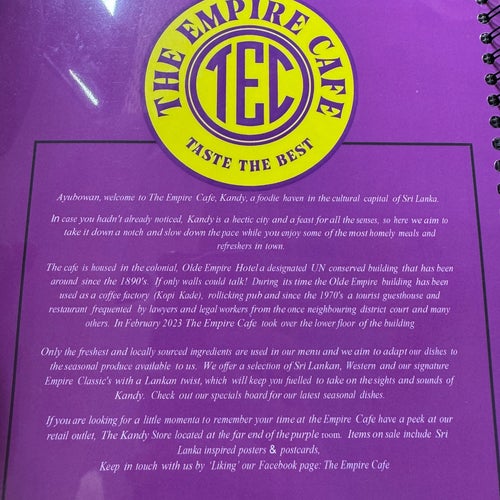 THE EMPIRE CAFE
TEC
TASTE THE BEST
Ayubowan, welcome to The Empire Cafe, Kandy, a foodie haven in the cultural capital of Sri Lanka.
In case you hadn't already noticed, Kandy is a hectic city and a feast for all the senses, so here we aim to
take it down a notch and slow down the pace while you enjoy some of the most homely meals and
refreshers in town.
The cafe is housed in the colonial, Olde Empire Hotel a designated UN conserved building that has been
around since the 1890's. If only walls could talk! During its time the Olde Empire building has been
used as a coffee factory (Kopi Kade), rollicking pub and since the 1970's a tourist guesthouse and
restaurant frequented by lawyers and legal workers from the once neighbouring district court and many
others. In February 2023 The Empire Cafe took over the lower floor of the building
Only the freshest and locally sourced ingredients are used in our menu and we aim to adapt our dishes to
the seasonal produce available to us. We offer a selection of Sri Lankan, Western and our signature
Empire Classic's with a Lankan twist, which will keep you fuelled to take on the sights and sounds of
Kandy. Check out our specials board for our latest seasonal dishes.
If you are looking for a little momenta to remember your time at the Empire Cafe have a peek at our
retail outlet, The Kandy Store located at the far end of the purple room. Items on sale include Sri
Lanka inspired posters & postcards,
Keep in touch with us by 'Liking' our Facebook page: The Empire Cafe